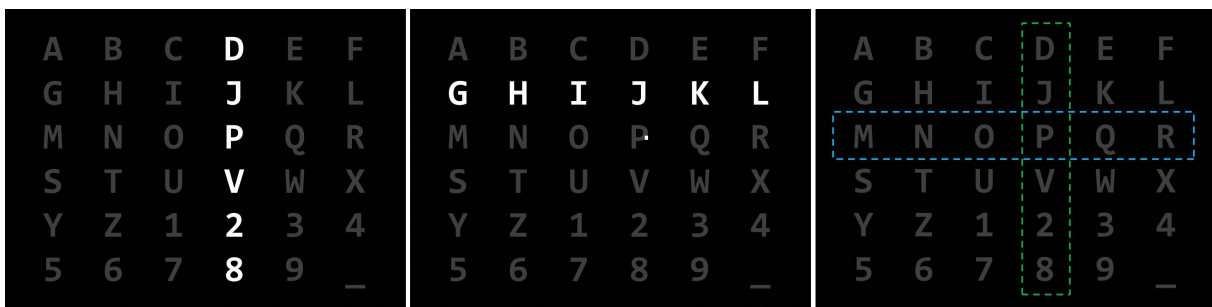 A B C D E F
G H I J K L
M N O P Q R
S T U V W X
Y Z 1 2 3 4
5 6 7 8 9 _
A B C D E F
G H I J K L
M N O P Q R
S T U V W X
Y Z 1 2 3 4
5 6 7 8 9 _
A B C D E F
G H I J K L
M N O P Q R
S T U V W X
Y Z 1 2 3 4
5 6 7 8 9 _